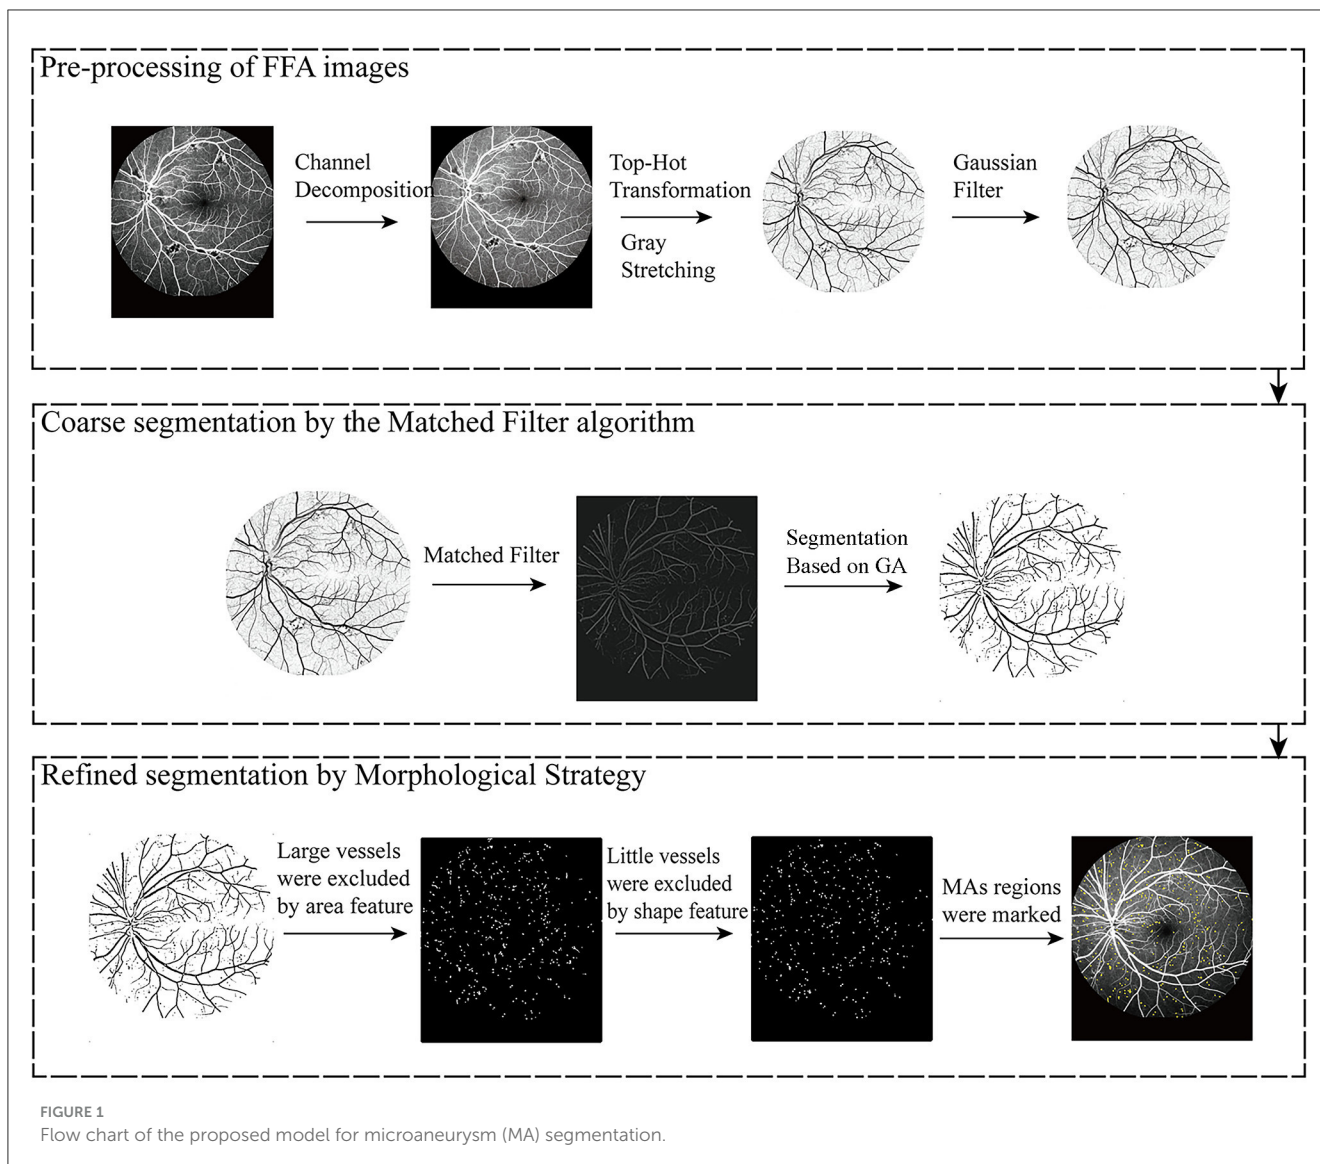 Pre-processing of FFA images
Channel
Decomposition
Top-Hot
Transformation
Gray
Stretching
Gaussian
Filter
Coarse segmentation by the Matched Filter algorithm
Matched Filter
Segmentation
Based on GA
Refined segmentation by Morphological Strategy
Large vessels
were excluded
by area feature
Little vessels
were excluded
by shape feature
MAs regions
were marked
FIGURE 1
Flow chart of the proposed model for microaneurysm (MA) segmentation.